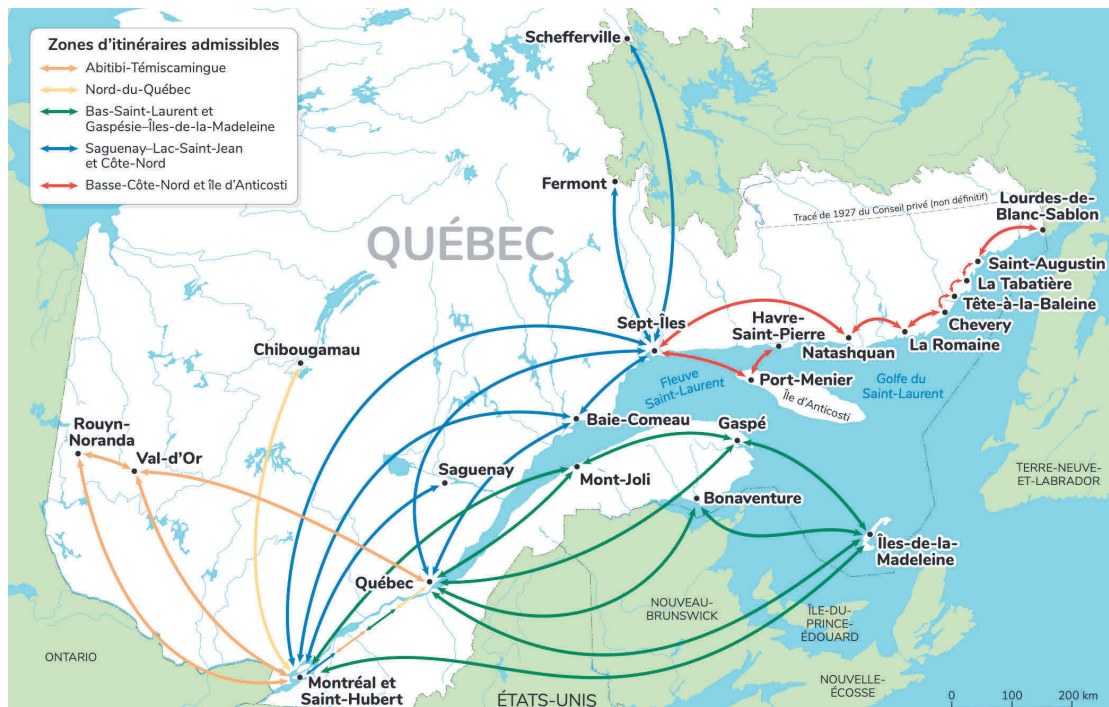 Zones d'itinéraires admissibles
Abitibi-Témiscamingue
Nord-du-Québec
Bas-Saint-Laurent et
Gaspésie–Îles-de-la-Madeleine
Saguenay–Lac-Saint-Jean
et Côte-Nord
Basse-Côte-Nord et île d'Anticosti
Schefferville
Fermont
Tracé de 1927 du Conseil privé (non définitif)
Lourdes-de-
Blanc-Sablon
QUÉBEC
Saint-Augustin
La Tabatière
Tête-à-la-Baleine
Chevery
La Romaine
Natashquan
Havre-
Saint-Pierre
Sept-Îles
Port-Menier
Île d'Anticosti
Fleuve
Saint-Laurent
Golfe du
Saint-Laurent
Chibougamau
Baie-Comeau
Gaspé
Rouyn-
Noranda
Val-d'Or
Saguenay
Mont-Joli
Bonaventure
TERRE-NEUVE-
ET-LABRADOR
Îles-de-la-
Madeleine
Québec
NOUVEAU-
BRUNSWICK
ÎLE-DU-
PRINCE-
ÉDOUARD
ONTARIO
Montréal et
Saint-Hubert
ÉTATS-UNIS
NOUVELLE-
ÉCOSSE
0 100 200 km